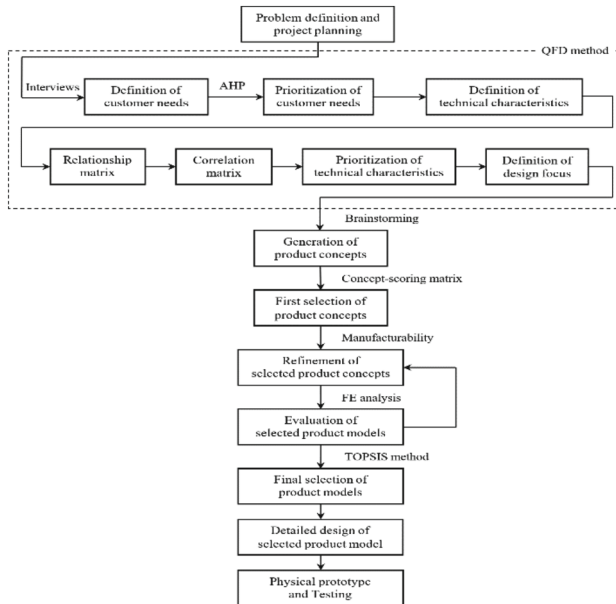 Problem definition and
project planning
QFD method
Interviews
Definition of
customer needs
AHP
Prioritization of
customer needs
Definition of
technical characteristics
Relationship
matrix
Correlation
matrix
Prioritization of
technical characteristics
Definition of
design focus
Brainstorming
Generation of
product concepts
Concept-scoring matrix
First selection of
product concepts
Manufacturability
Refinement of
selected product concepts
FE analysis
Evaluation of
selected product models
TOPSIS method
Final selection of
product models
Detailed design of
selected product model
Physical prototype
and Testing